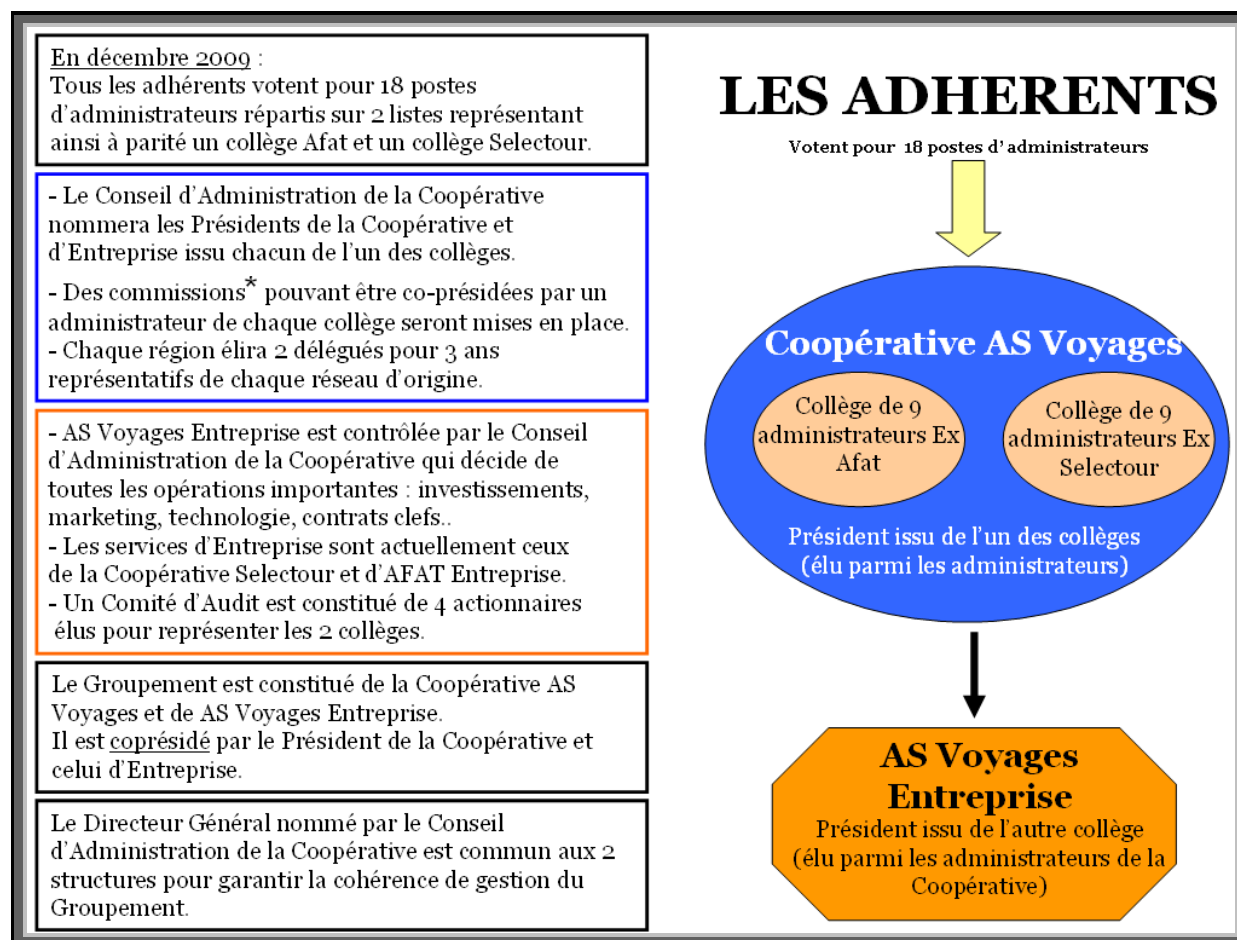 En décembre 2009 :
Tous les adhérents votent pour 18 postes
d'administrateurs répartis sur 2 listes représentant
ainsi à parité un collège Afat et un collège Selectour.
- Le Conseil d'Administration de la Coopérative
nommera les Présidents de la Coopérative et
d'Entreprise issu chacun de l'un des collèges.
- Des commissions* pouvant être co-présidées par un
administrateur de chaque collège seront mises en place.
- Chaque région élira 2 délégués pour 3 ans
représentatifs de chaque réseau d'origine.
- AS Voyages Entreprise est contrôlée par le Conseil
d'Administration de la Coopérative qui décide de
toutes les opérations importantes : investissements,
marketing, technologie, contrats clefs..
- Les services d'Entreprise sont actuellement ceux
de la Coopérative Selectour et d'AFAT Entreprise.
- Un Comité d'Audit est constitué de 4 actionnaires
élus pour représenter les 2 collèges.
Le Groupement est constitué de la Coopérative AS
Voyages et de AS Voyages Entreprise.
Il est coprésidé par le Président de la Coopérative et
celui d'Entreprise.
Le Directeur Général nommé par le Conseil
d'Administration de la Coopérative est commun aux 2
structures pour garantir la cohérence de gestion du
Groupement.
LES ADHERENTS
Votent pour 18 postes d'administrateurs
Coopérative AS Voyages
Collège de 9
administrateurs Ex
Afat
Collège de 9
administrateurs Ex
Selectour
Président issu de l'un des collèges
(élu parmi les administrateurs)
AS Voyages
Entreprise
Président issu de l'autre collège
(élu parmi les administrateurs de la
Coopérative)